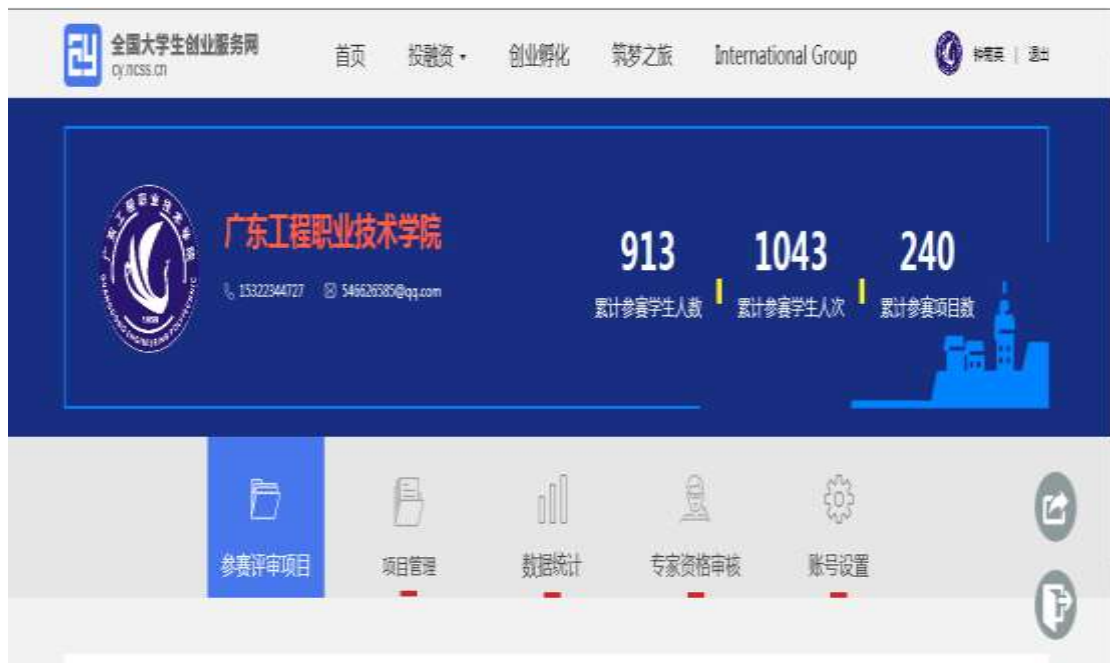 全国大学生创业服务网
cy.ncss.cn
首页 投融资 创业孵化 筑梦之旅 International Group
退出
广东工程职业技术学院
15322344727 546626585@qq.com
913 1043 240
累计参赛学生人数 累计参赛学生人次 累计参赛项目数
参赛评审项目 项目管理 数据统计 专家资格审核 账号设置